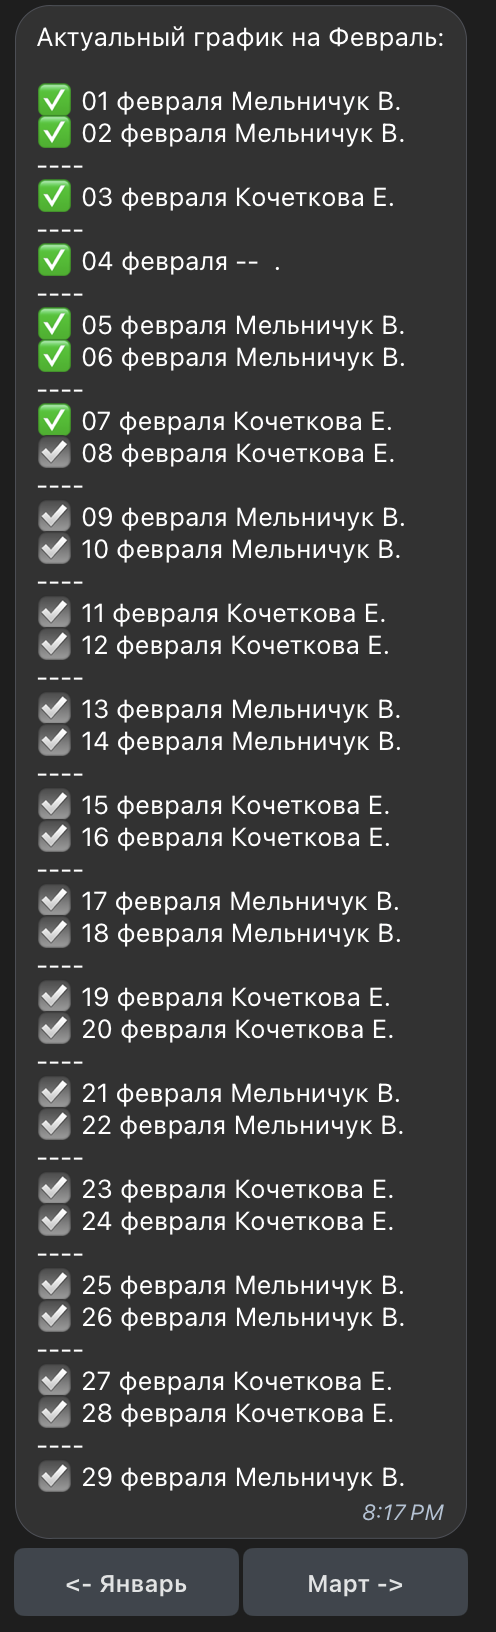 Актуальный график на Февраль:
✅ 01 февраля Мельничук В.
✅ 02 февраля Мельничук В.
----
✅ 03 февраля Кочеткова Е.
----
✅ 04 февраля --  .
----
✅ 05 февраля Мельничук В.
✅ 06 февраля Мельничук В.
----
✅ 07 февраля Кочеткова Е.
☑️ 08 февраля Кочеткова Е.
----
☑️ 09 февраля Мельничук В.
☑️ 10 февраля Мельничук В.
----
☑️ 11 февраля Кочеткова Е.
☑️ 12 февраля Кочеткова Е.
----
☑️ 13 февраля Мельничук В.
☑️ 14 февраля Мельничук В.
----
☑️ 15 февраля Кочеткова Е.
☑️ 16 февраля Кочеткова Е.
----
☑️ 17 февраля Мельничук В.
☑️ 18 февраля Мельничук В.
----
☑️ 19 февраля Кочеткова Е.
☑️ 20 февраля Кочеткова Е.
----
☑️ 21 февраля Мельничук В.
☑️ 22 февраля Мельничук В.
----
☑️ 23 февраля Кочеткова Е.
☑️ 24 февраля Кочеткова Е.
----
☑️ 25 февраля Мельничук В.
☑️ 26 февраля Мельничук В.
----
☑️ 27 февраля Кочеткова Е.
☑️ 28 февраля Кочеткова Е.
----
☑️ 29 февраля Мельничук В.
8:17 PM
<- Январь
Март ->